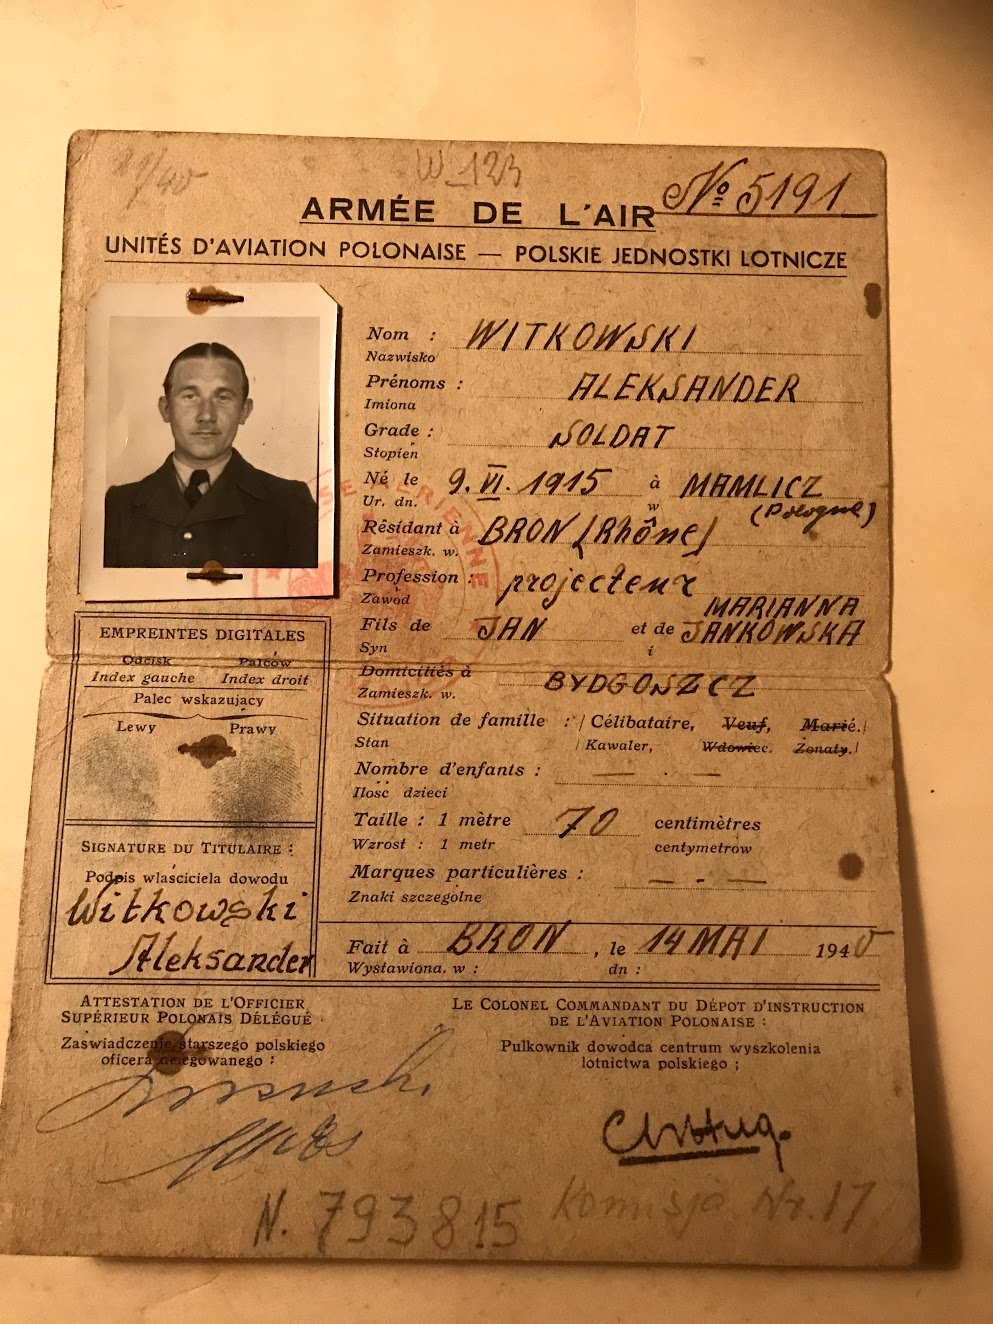 W-123
ARMÉE DE L'AIR
№ 5191
UNITÉS D'AVIATION POLONAISE — POLSKIE JEDNOSTKI LOTNICZE
Nom : WITKOWSKI
Nazwisko
Prénoms : ALEKSANDER
Imiona
Grade : SOLDAT
Stopień
Né le 9.VI.1915 à MAMLICZ
Ur. dn. w (Pologne)
Résidant à BRON (Rhône)
Zamieszk. w.
Profession : projecteur
Zawód
MARIANNA
Fils de JAN et de JANKOWSKA
Syn i
Domiciliés à BYDGOSZCZ
Zamieszk. w.
Situation de famille : / Célibataire, Veuf, Marié. /
Stan / Kawaler, Wdowiec. Żonaty. /
Nombre d'enfants : — . —
Ilość dzieci
Taille : 1 mètre 70 centimètres
Wzrost : 1 metr centymetrów
Marques particulières : — . —
Znaki szczególne
Fait à BRON, le 14 MAI 1940
Wystawiona. w : dn :
EMPREINTES DIGITALES
Odcisk Palców
Index gauche Index droit
Palec wskazujący
Lewy Prawy
SIGNATURE DU TITULAIRE :
Podpis właściciela dowodu
Witkowski
Aleksander
ATTESTATION DE L'OFFICIER
SUPÉRIEUR POLONAIS DÉLÉGUÉ
Zaświadczenie starszego polskiego
oficera delegowanego :
LE COLONEL COMMANDANT DU DÉPOT D'INSTRUCTION
DE L'AVIATION POLONAISE :
Pulkownik dowodca centrum wyszkolenia
lotnictwa polskiego ;
N. 793815 Komisja Nr. 17